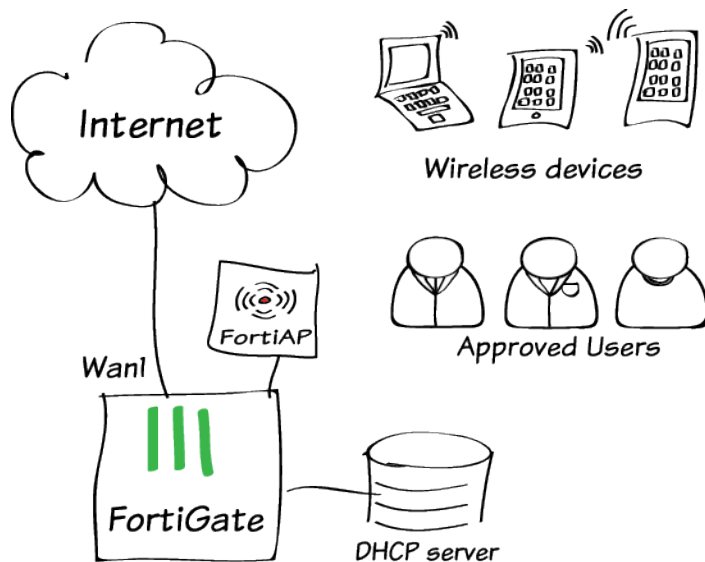 Internet
Wireless devices
FortiAP
Approved Users
Wan1
FortiGate
DHCP server